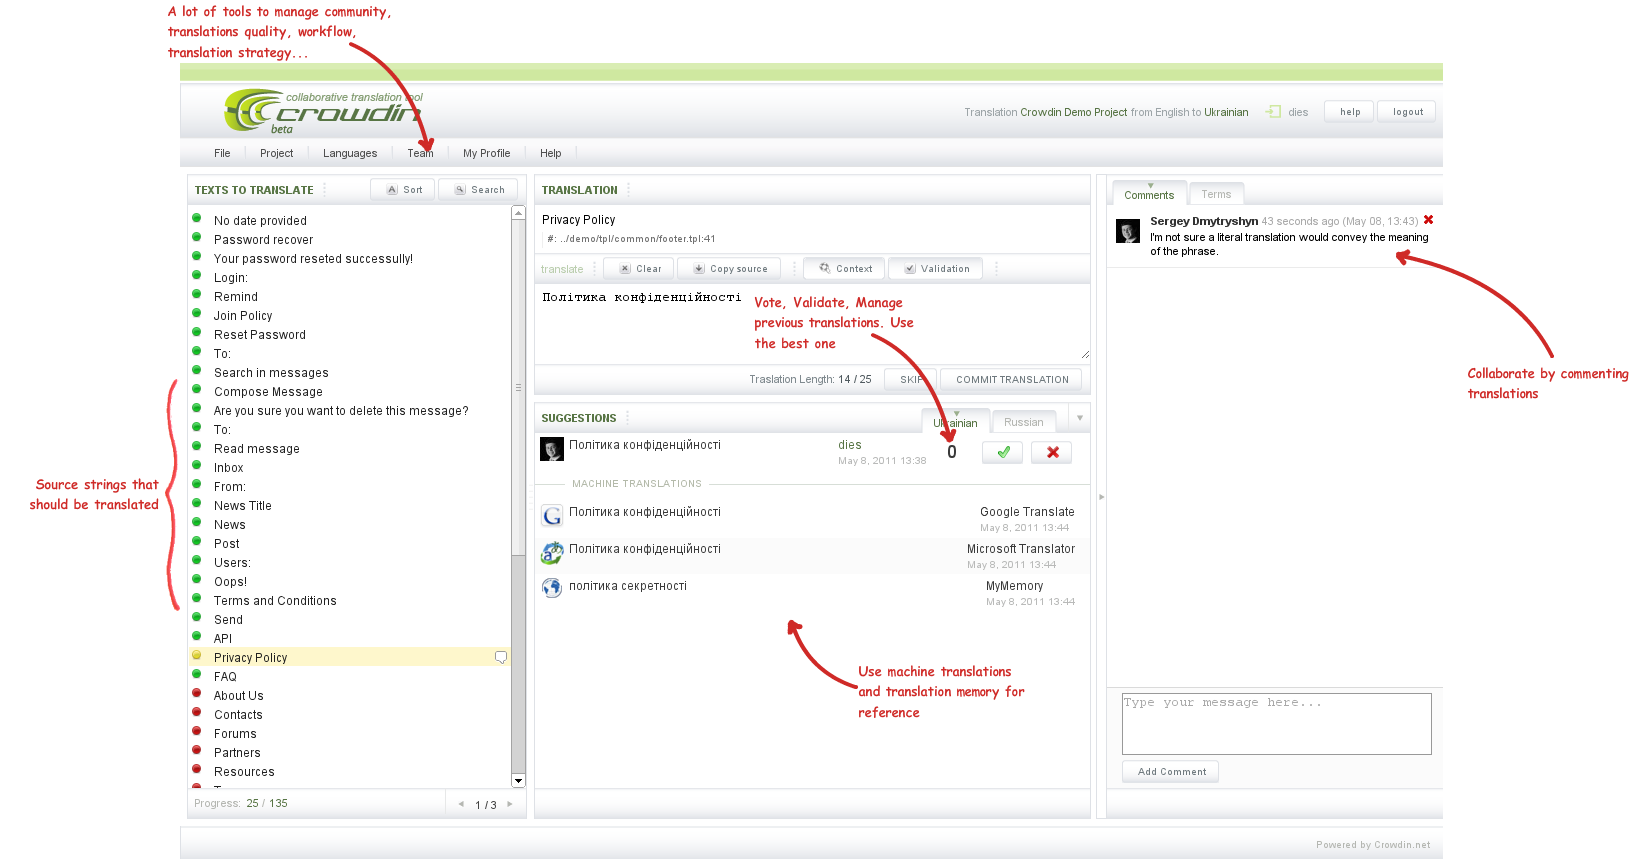 A lot of tools to manage community,
translations quality, workflow,
translation strategy...
collaborative translation tool
crowdin
beta
Translation Crowdin Demo Project from English to Ukrainian
dies
help
logout
File
Project
Languages
Team
My Profile
Help
TEXTS TO TRANSLATE
Sort
Search
No date provided
Password recover
Your password reseted successully!
Login:
Remind
Join Policy
Reset Password
To:
Search in messages
Compose Message
Are you sure you want to delete this message?
To:
Read message
Inbox
From:
News Title
News
Post
Users:
Oops!
Terms and Conditions
Send
API
Privacy Policy
FAQ
About Us
Contacts
Forums
Partners
Resources
Progress: 25 / 135
1 / 3
Source strings that
should be translated
TRANSLATION
Privacy Policy
#: ../demo/tpl/common/footer.tpl:41
translate
Clear
Copy source
Context
Validation
Політика конфіденційності
Vote, Validate, Manage
previous translations. Use
the best one
Traslation Length: 14 / 25
SKIP
COMMIT TRANSLATION
SUGGESTIONS
Ukrainian
Russian
Політика конфіденційності
dies
May 8, 2011 13:38
0
MACHINE TRANSLATIONS
Політика конфіденційності
Google Translate
May 8, 2011 13:44
Політика конфіденційності
Microsoft Translator
May 8, 2011 13:44
політика секретності
MyMemory
May 8, 2011 13:44
Use machine translations
and translation memory for
reference
Comments
Terms
Sergey Dmytryshyn 43 seconds ago (May 08, 13:43)
I'm not sure a literal translation would convey the meaning
of the phrase.
Collaborate by commenting
translations
Type your message here...
Add Comment
Powered by Crowdin.net